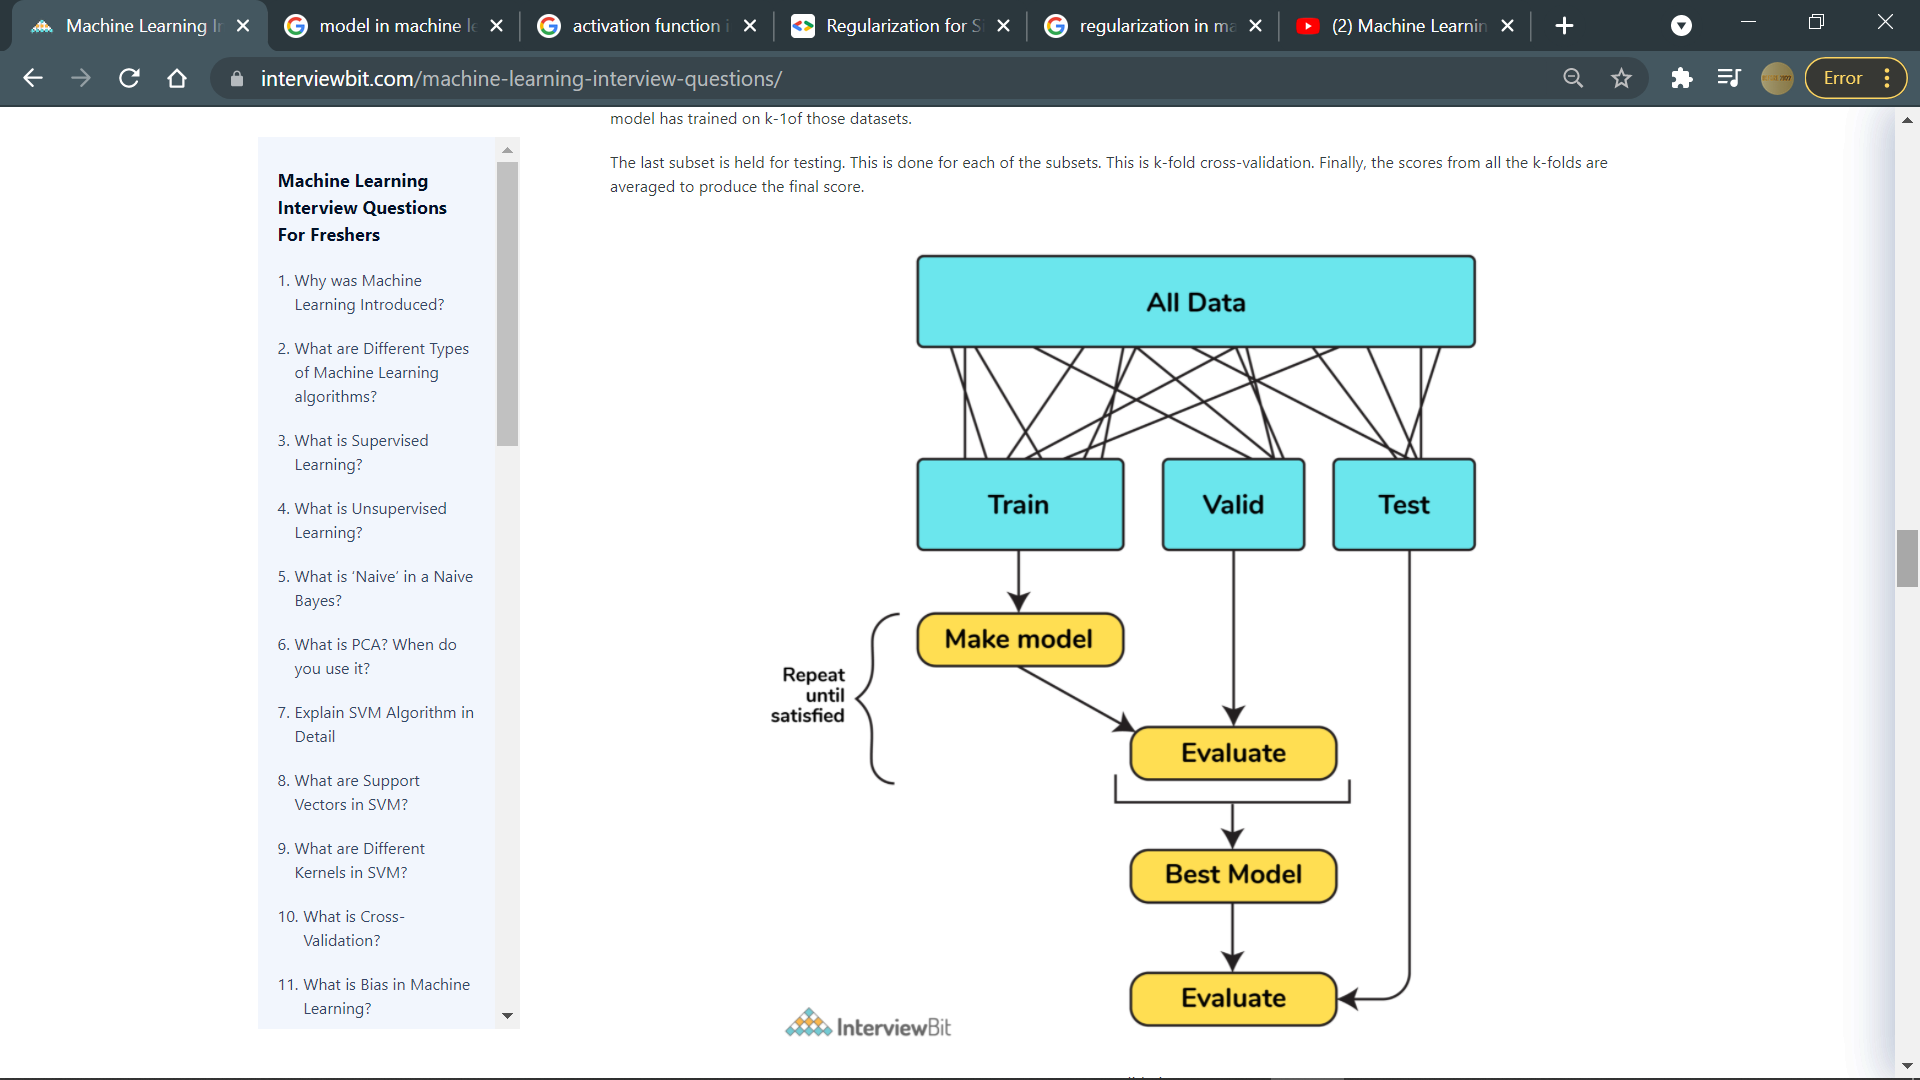 Machine Learning I
model in machine l
activation function i
Regularization for S
regularization in ma
(2) Machine Learnin
interviewbit.com/machine-learning-interview-questions/
Error
model has trained on k-1of those datasets.
The last subset is held for testing. This is done for each of the subsets. This is k-fold cross-validation. Finally, the scores from all the k-folds are
averaged to produce the final score.
Machine Learning
Interview Questions
For Freshers
1. Why was Machine
Learning Introduced?
2. What are Different Types
of Machine Learning
algorithms?
3. What is Supervised
Learning?
4. What is Unsupervised
Learning?
5. What is ‘Naive’ in a Naive
Bayes?
6. What is PCA? When do
you use it?
7. Explain SVM Algorithm in
Detail
8. What are Support
Vectors in SVM?
9. What are Different
Kernels in SVM?
10. What is Cross-
Validation?
11. What is Bias in Machine
Learning?
All Data
Train
Valid
Test
Make model
Repeat
until
satisfied
Evaluate
Best Model
Evaluate
InterviewBit